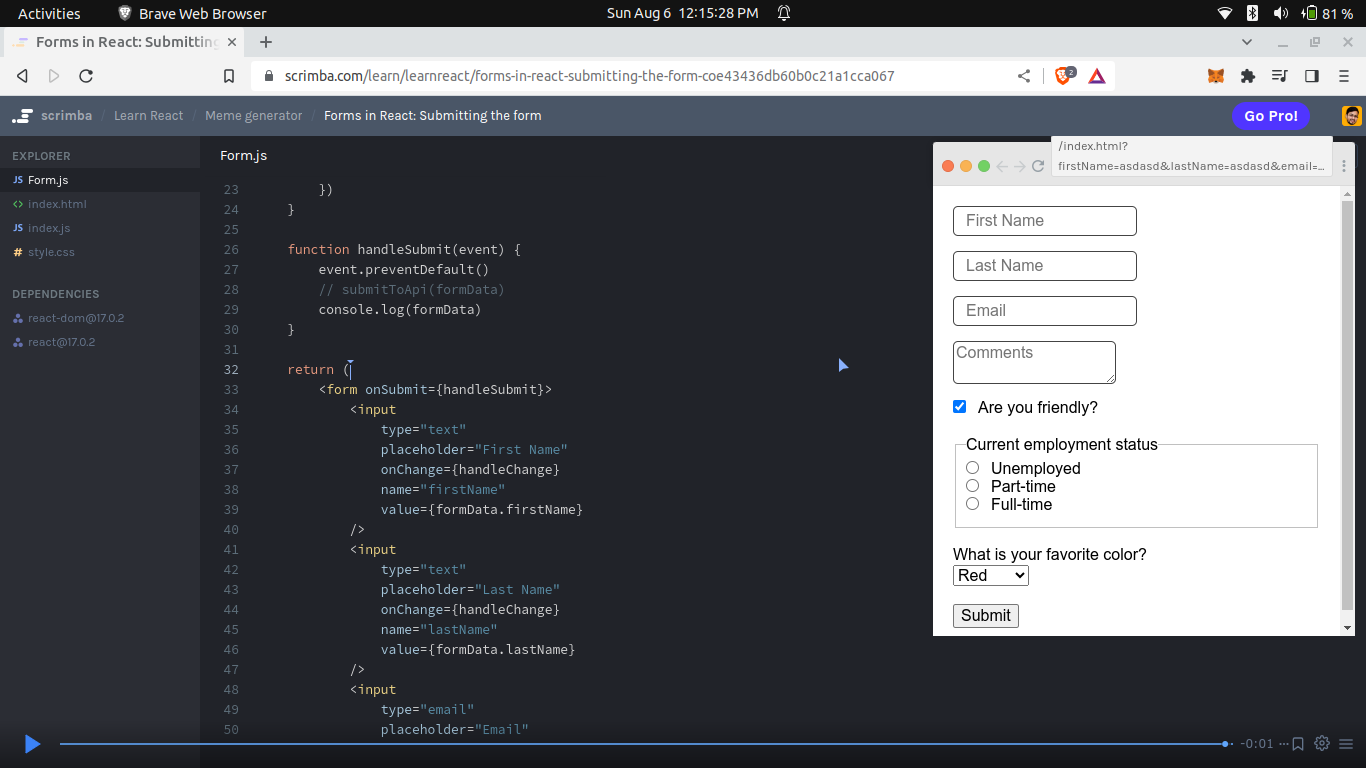 Activities
Brave Web Browser
Sun Aug 6 12:15:28 PM
81 %
Forms in React: Submitting
scrimba.com/learn/learnreact/forms-in-react-submitting-the-form-coe43436db60b0c21a1cca067
2
scrimba / Learn React / Meme generator / Forms in React: Submitting the form
Go Pro!
EXPLORER
JS Form.js
<> index.html
JS index.js
# style.css
DEPENDENCIES
react-dom@17.0.2
react@17.0.2
Form.js
23 })
24 }
25
26 function handleSubmit(event) {
27 event.preventDefault()
28 // submitToApi(formData)
29 console.log(formData)
30 }
31
32 return (
33 <form onSubmit={handleSubmit}>
34 <input
35 type="text"
36 placeholder="First Name"
37 onChange={handleChange}
38 name="firstName"
39 value={formData.firstName}
40 />
41 <input
42 type="text"
43 placeholder="Last Name"
44 onChange={handleChange}
45 name="lastName"
46 value={formData.lastName}
47 />
48 <input
49 type="email"
50 placeholder="Email"
/index.html?
firstName=asdasd&lastName=asdasd&email=…
First Name
Last Name
Email
Comments
Are you friendly?
Current employment status
Unemployed
Part-time
Full-time
What is your favorite color?
Red
Submit
-0:01